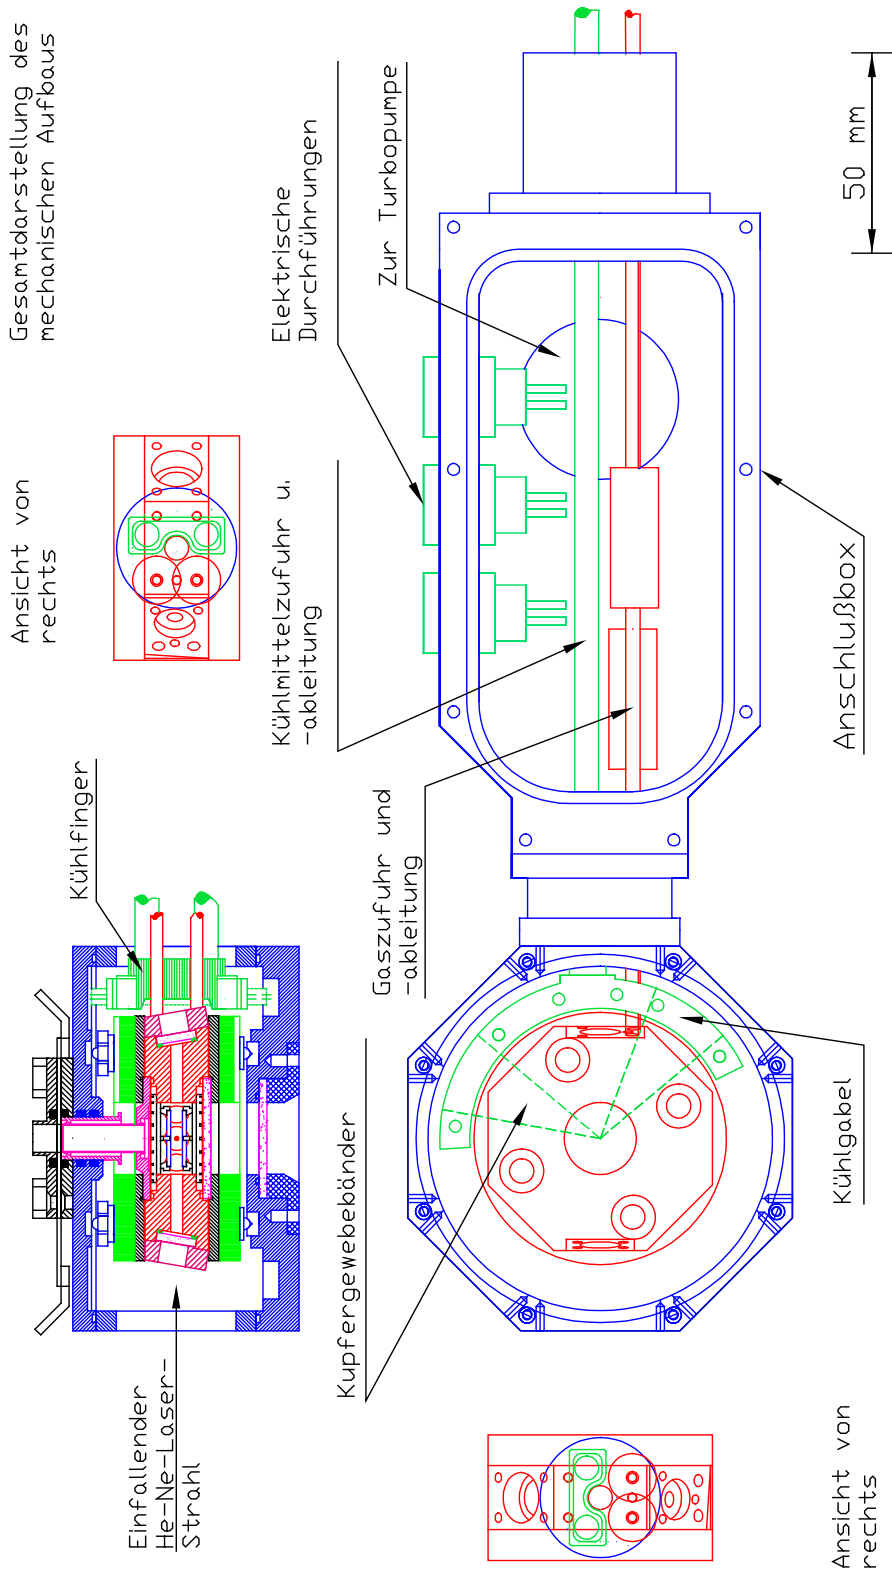 Gesamtdarstellung des
mechanischen Aufbaus
Ansicht von
rechts
Elektrische
Durchführungen
Zur Turbopumpe
Kühlmittelzufuhr u.
-ableitung
Kühlfinger
Gaszufuhr und
-ableitung
50 mm
Anschlußbox
Kühlgabel
Kupfergewebebänder
Einfallender
He-Ne-Laser-
Strahl
Ansicht von
rechts